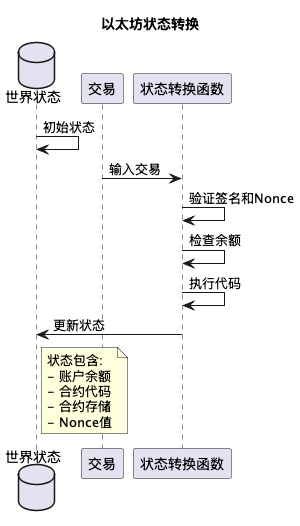 以太坊状态转换
世界状态
交易
状态转换函数
初始状态
输入交易
验证签名和Nonce
检查余额
执行代码
更新状态
状态包含:
- 账户余额
- 合约代码
- 合约存储
- Nonce值
世界状态
交易
状态转换函数